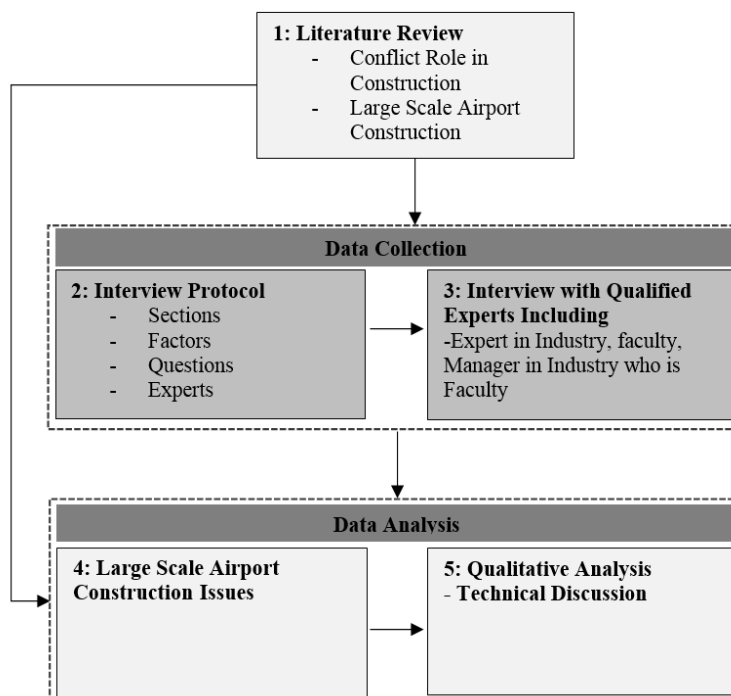 1: Literature Review
- Conflict Role in
Construction
- Large Scale Airport
Construction
Data Collection
2: Interview Protocol
- Sections
- Factors
- Questions
- Experts
3: Interview with Qualified
Experts Including
-Expert in Industry, faculty,
Manager in Industry who is
Faculty
Data Analysis
4: Large Scale Airport
Construction Issues
5: Qualitative Analysis
- Technical Discussion